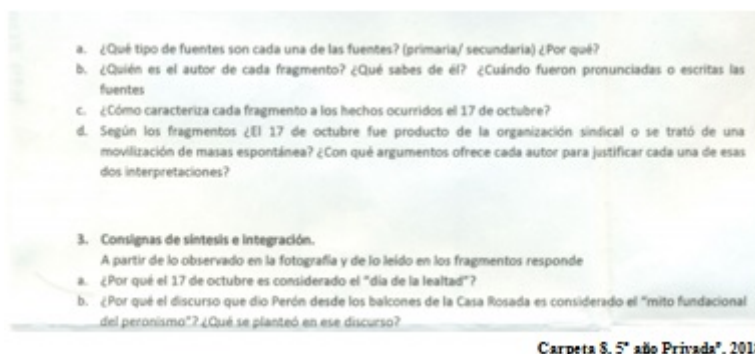 a. ¿Qué tipo de fuentes son cada una de las fuentes? (primaria/ secundaria) ¿Por qué?
b. ¿Quién es el autor de cada fragmento? ¿Qué sabes de él? ¿Cuándo fueron pronunciadas o escritas las
fuentes
c. ¿Cómo caracteriza cada fragmento a los hechos ocurridos el 17 de octubre?
d. Según los fragmentos ¿El 17 de octubre fue producto de la organización sindical o se trató de una
movilización de masas espontánea? ¿Con qué argumentos ofrece cada autor para justificar cada una de esas
dos interpretaciones?
3. Consignas de síntesis e integración.
A partir de lo observado en la fotografía y de lo leído en los fragmentos responde
a. ¿Por qué el 17 de octubre es considerado el "día de la lealtad"?
b. ¿Por qué el discurso que dio Perón desde los balcones de la Casa Rosada es considerado el "mito fundacional
del peronismo"? ¿Qué se planteó en ese discurso?
Carpeta 8, 5° año Privada",